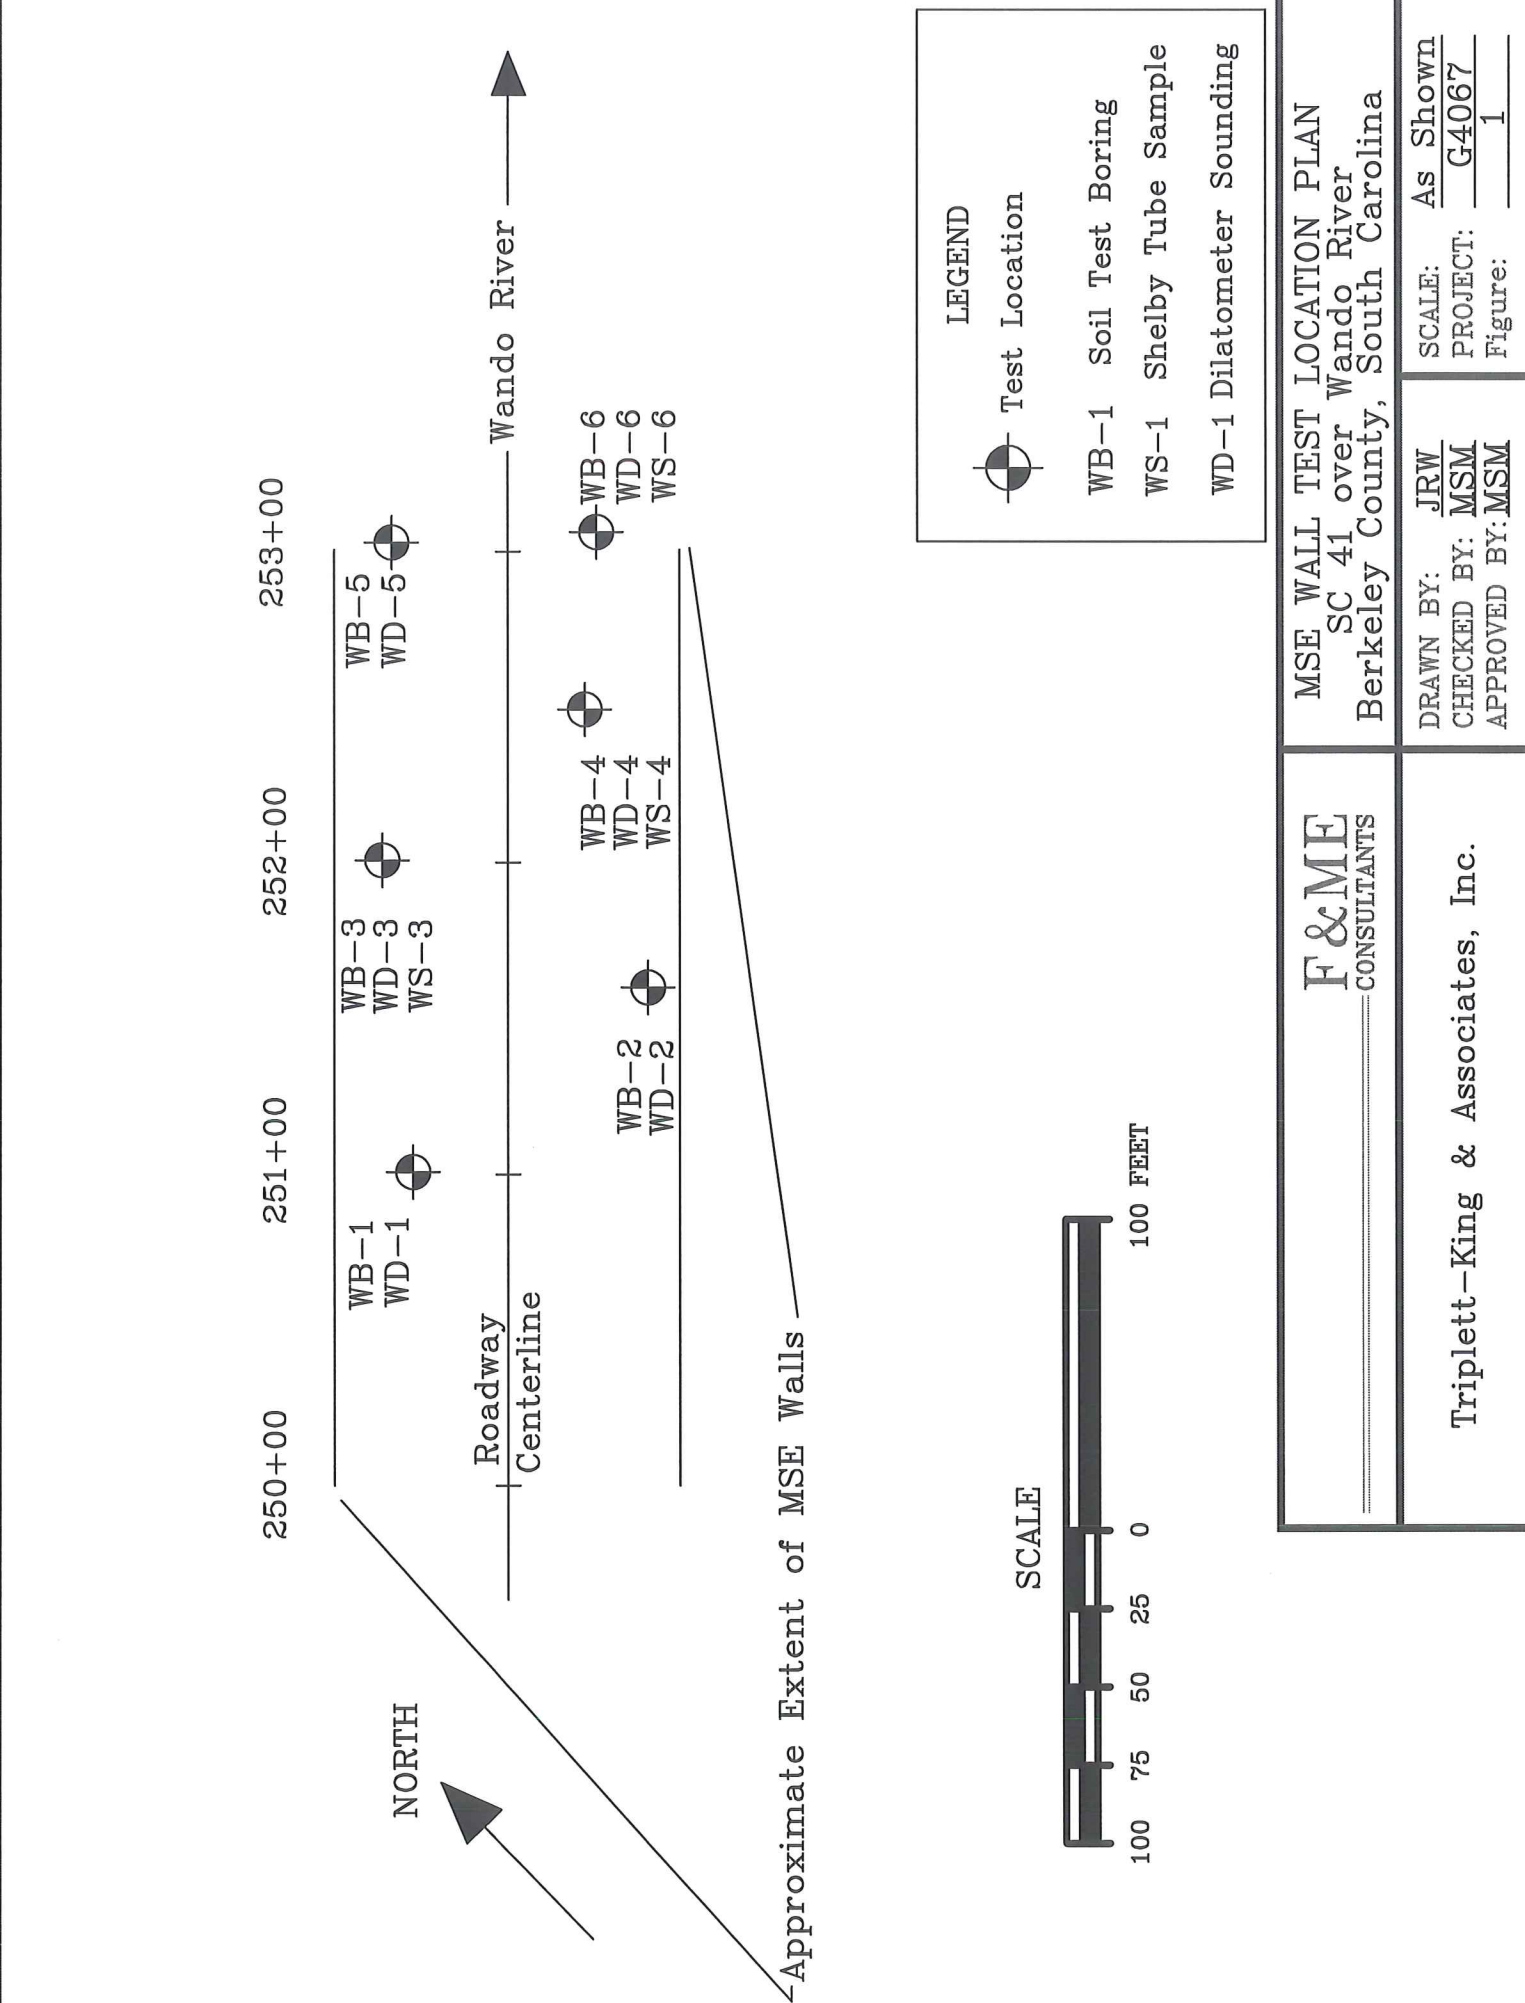 250+00
251+00
252+00
253+00
WB-1
WD-1
WB-3
WD-3
WS-3
WB-5
WD-5
NORTH
Roadway
Centerline
Wando River
WB-2
WD-2
WB-4
WD-4
WS-4
WB-6
WD-6
WS-6
Approximate Extent of MSE Walls
LEGEND
Test Location
WB-1 Soil Test Boring
WS-1 Shelby Tube Sample
WD-1 Dilatometer Sounding
SCALE
100 75 50 25 0 100 FEET
F&ME
CONSULTANTS
Triplett-King & Associates, Inc.
MSE WALL TEST LOCATION PLAN
SC 41 over Wando River
Berkeley County, South Carolina
DRAWN BY: JRW
CHECKED BY: MSM
APPROVED BY: MSM
SCALE: As Shown
PROJECT: G4067
Figure: 1